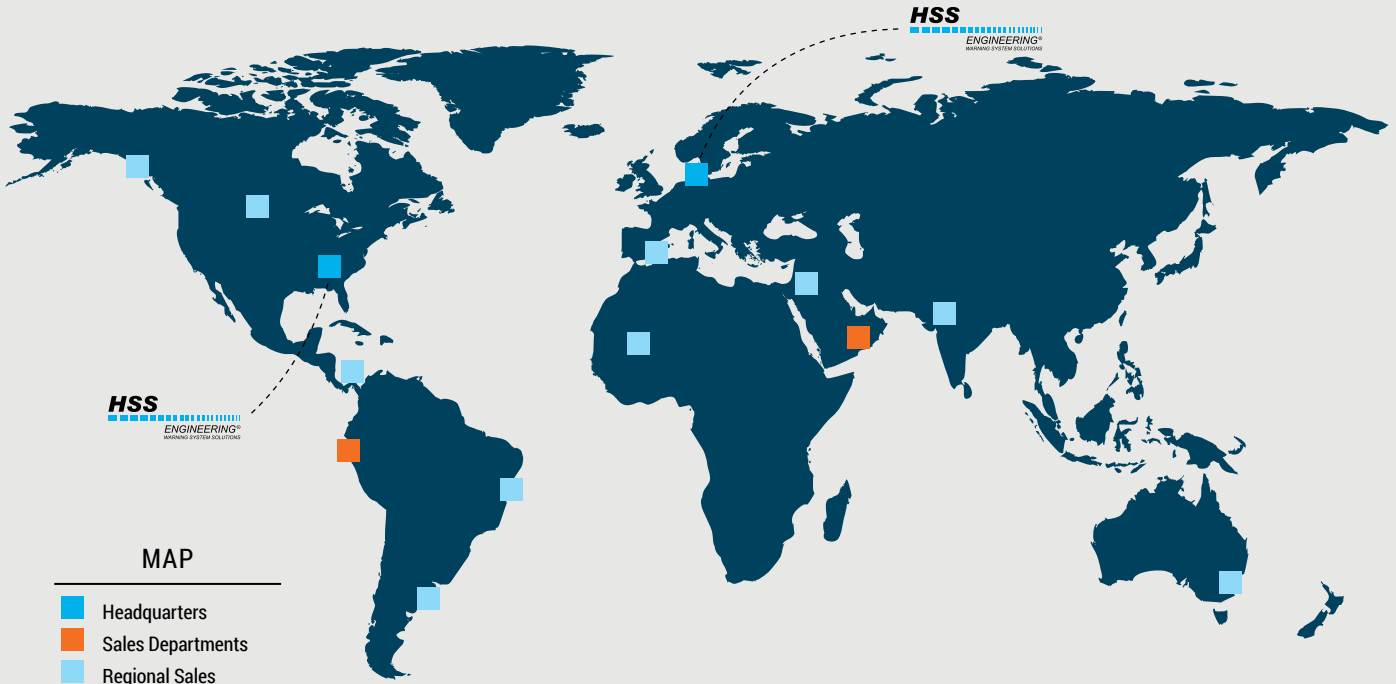 HSS
ENGINEERING®
WARNING SYSTEM SOLUTIONS
HSS
ENGINEERING®
WARNING SYSTEM SOLUTIONS
MAP
Headquarters
Sales Departments
Regional Sales